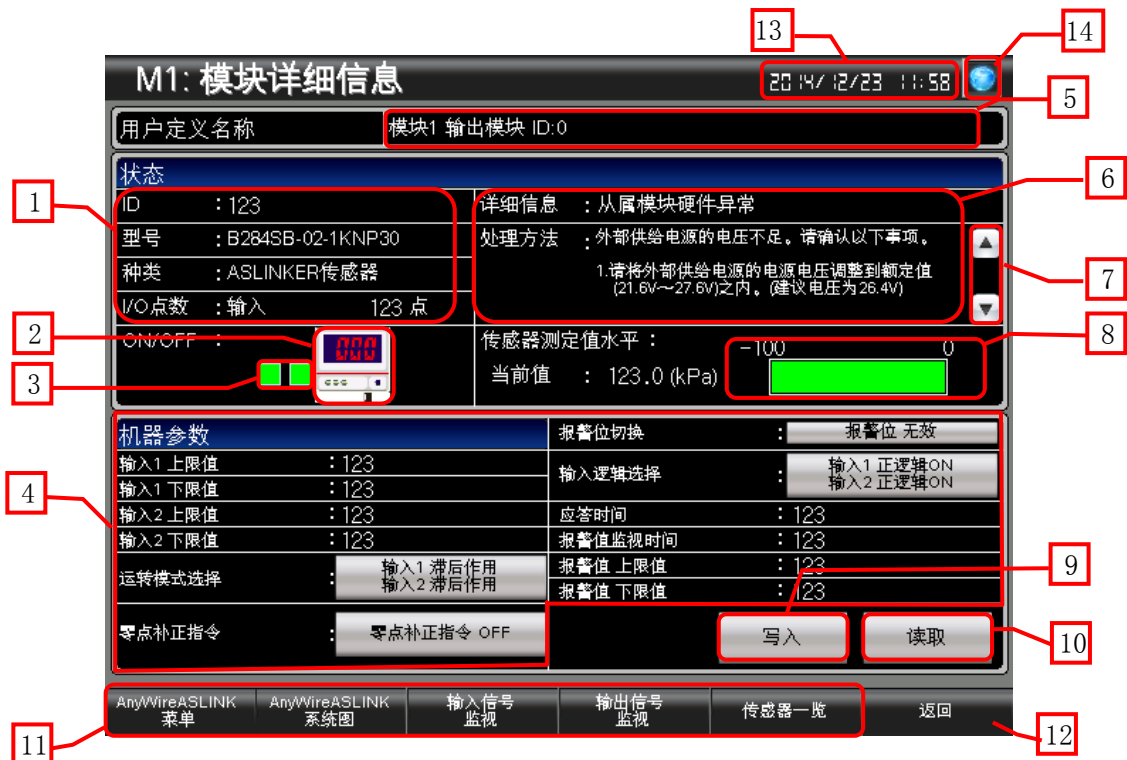 13
14
M1: 模块详细信息
2014/12/23 11:58
5
用户定义名称 模块1 输出模块 ID:0
状态
6
1
ID :123
型号 :B284SB-02-1KNP30
种类 :ASLINKER传感器
I/O点数 :输入 123 点
详细信息 :从属模块硬件异常
处理方法 :外部供给电源的电压不足。请确认以下事项。
1.请将外部供给电源的电源电压调整到额定值
(21.6V～27.6V)之内。(建议电压为26.4V)
7
2
ON/OFF :
000
3
传感器测定值水平 :
-100 0
8
当前值 : 123.0 (kPa)
4
机器参数
输入1 上限值 :123
输入1 下限值 :123
输入2 上限值 :123
输入2 下限值 :123
运转模式选择 : 输入1 滞后作用
输入2 滞后作用
零点补正指令 : 零点补正指令 OFF
报警位切换 : 报警位 无效
输入逻辑选择 : 输入1 正逻辑ON
输入2 正逻辑ON
应答时间 :123
报警值监视时间 :123
报警值 上限值 :123
报警值 下限值 :123
9
写入
读取
10
11
AnyWireASLINK
菜单
AnyWireASLINK
系统图
输入信号
监视
输出信号
监视
传感器一览
返回
12